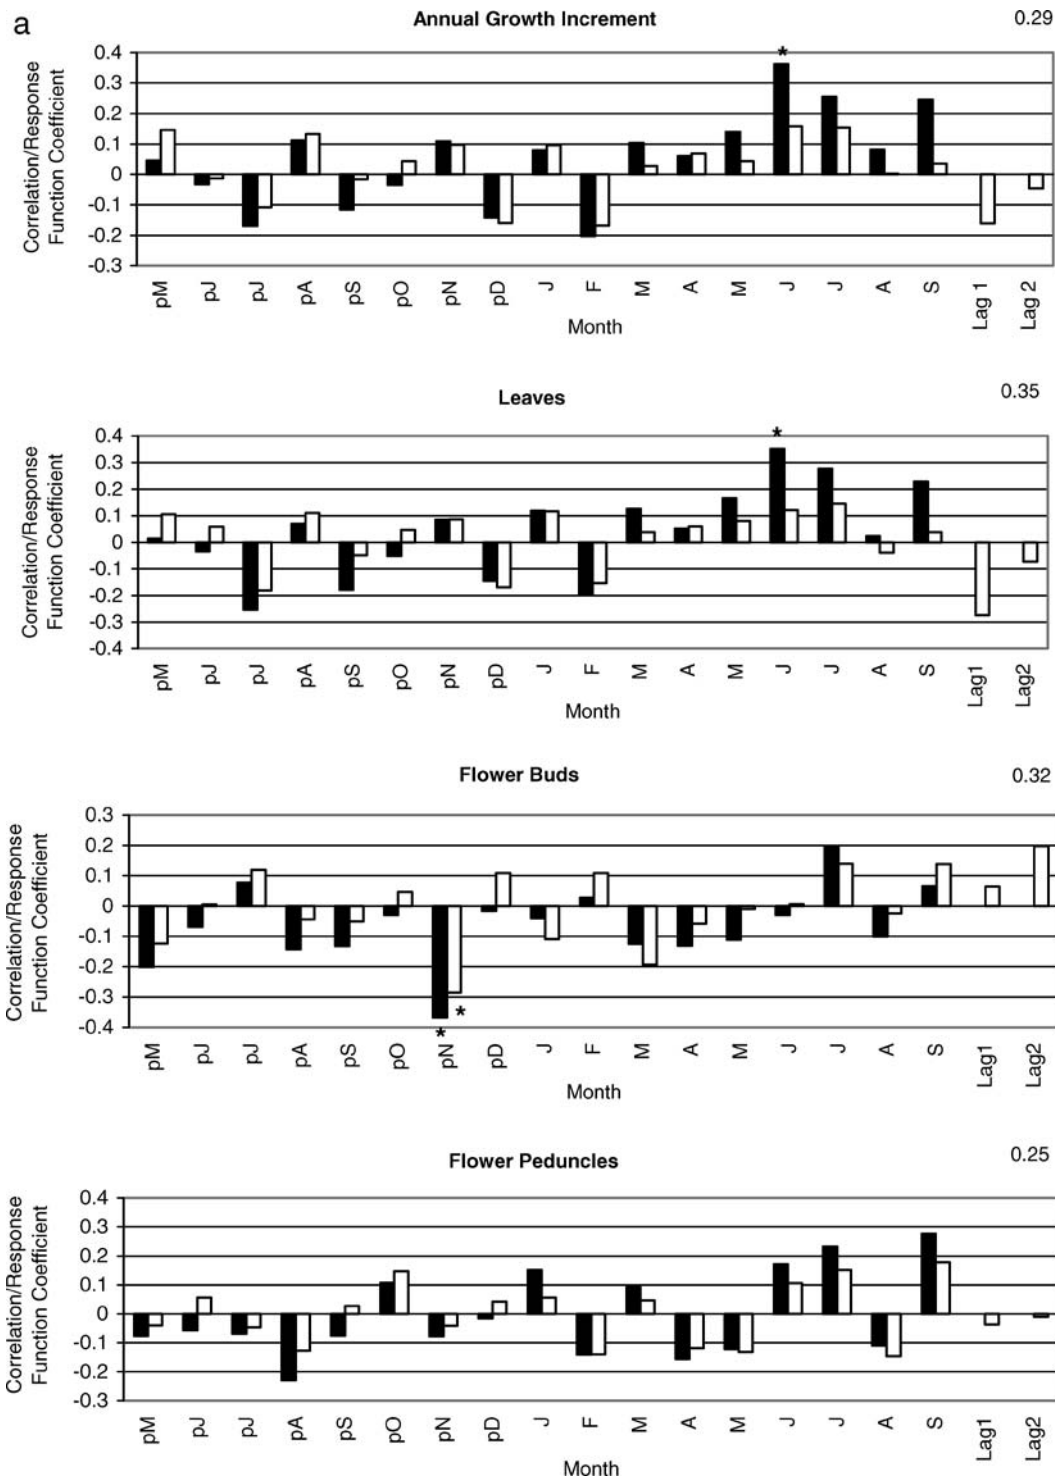 a
Annual Growth Increment
0.29
*
0.4
0.3
0.2
0.1
0
-0.1
-0.2
-0.3
Correlation/Response
Function Coefficient
pM pJ pJ pA pS pO pN pD J F M A M J J A S Lag 1 Lag 2
Month
Leaves
0.35
*
0.4
0.3
0.2
0.1
0
-0.1
-0.2
-0.3
-0.4
Correlation/Response
Function Coefficient
pM pJ pJ pA pS pO pN pD J F M A M J J A S Lag1 Lag2
Month
Flower Buds
0.32
0.3
0.2
0.1
0
-0.1
-0.2
-0.3
-0.4
Correlation/Response
Function Coefficient
*
*
pM pJ pJ pA pS pO pN pD J F M A M J J A S Lag1 Lag2
Month
Flower Peduncles
0.25
0.4
0.3
0.2
0.1
0
-0.1
-0.2
-0.3
Correlation/Response
Function Coefficient
pM pJ pJ pA pS pO pN pD J F M A M J J A S Lag1 Lag2
Month